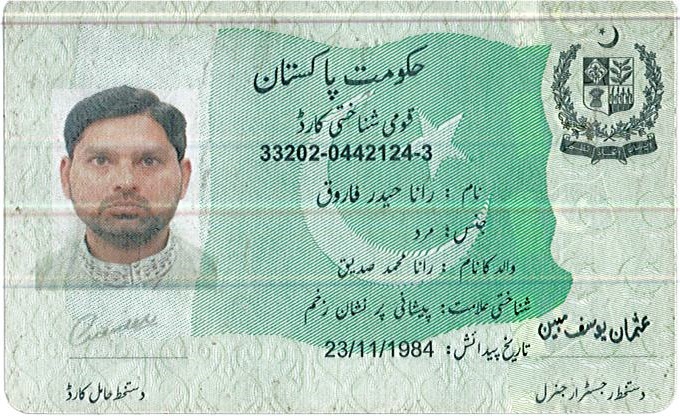 حکومت پاکستان
قومی شناختی کارڈ
33202-0442124-3
نام : رانا حیدر فاروق
جنس: مرد
والد کا نام : رانا محمد صدیق
شناختی علامت: پیشانی پر نشان زخم
تاریخ پیدائش: 23/11/1984
عثمان یوسف مبین
دستخط حامل کارڈ
دستخط رجسٹرار جنرل